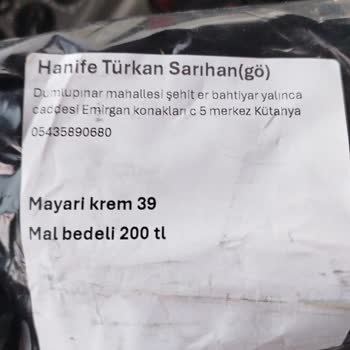 Hanife Türkan Sarıhan(gö)
Dumlupınar mahallesi şehit er bahtiyar yalınca
caddesi Emirgan konakları c 5 merkez Kütahya
05435890680
Mayari krem 39
Mal bedeli 200 tl